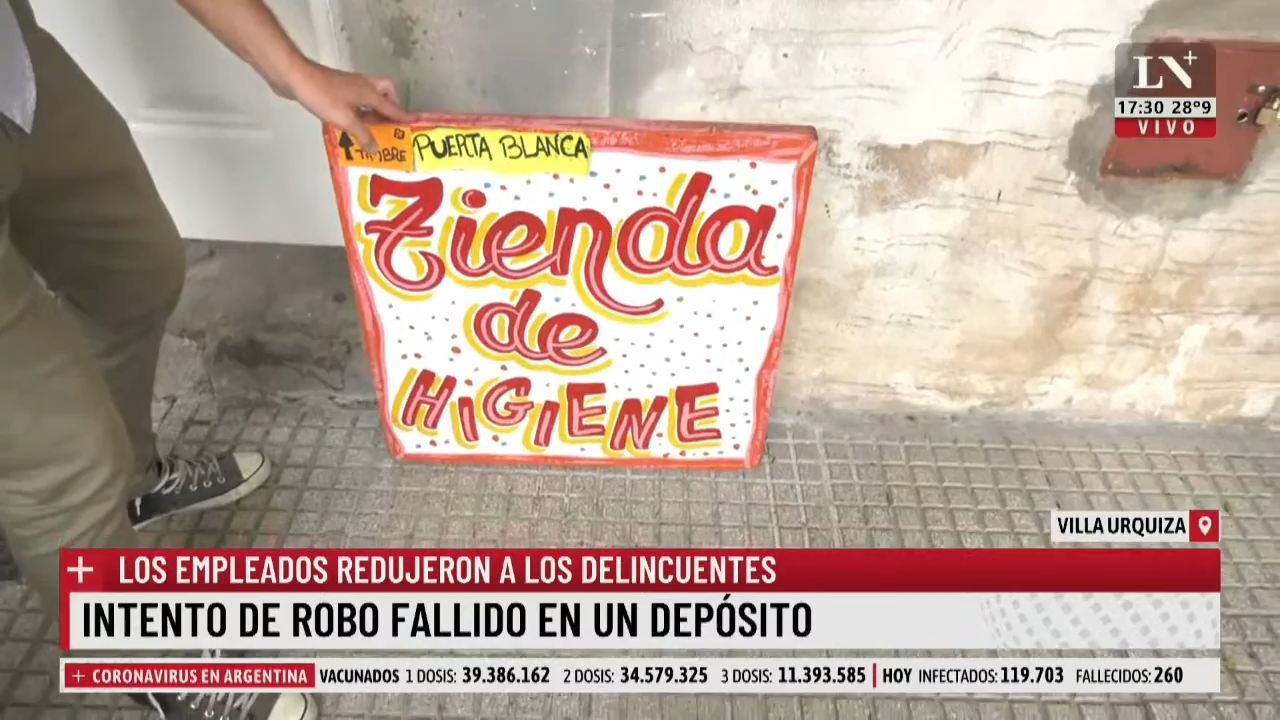 LN+
17:30 28°9
VIVO
TIMBRE
PUERTA BLANCA
Tienda
de
HiGiENE
VILLA URQUIZA
LOS EMPLEADOS REDUJERON A LOS DELINCUENTES
INTENTO DE ROBO FALLIDO EN UN DEPÓSITO
+ CORONAVIRUS EN ARGENTINA VACUNADOS 1 DOSIS: 39.386.162 2 DOSIS: 34.579.325 3 DOSIS: 11.393.585 HOY INFECTADOS: 119.703 FALLECIDOS: 260